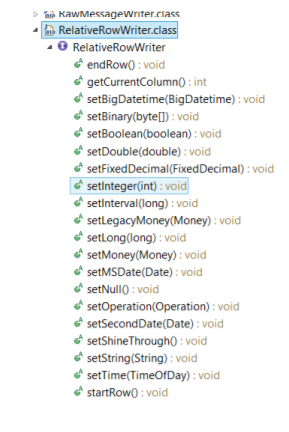 RawMessageWriter.class
RelativeRowWriter.class
RelativeRowWriter
endRow() : void
getCurrentColumn() : int
setBigDatetime(BigDatetime) : void
setBinary(byte[]) : void
setBoolean(boolean) : void
setDouble(double) : void
setFixedDecimal(FixedDecimal) : void
setInteger(int) : void
setInterval(long) : void
setLegacyMoney(Money) : void
setLong(long) : void
setMoney(Money) : void
setMSDate(Date) : void
setNull() : void
setOperation(Operation) : void
setSecondDate(Date) : void
setShineThrough() : void
setString(String) : void
setTime(TimeOfDay) : void
startRow() : void